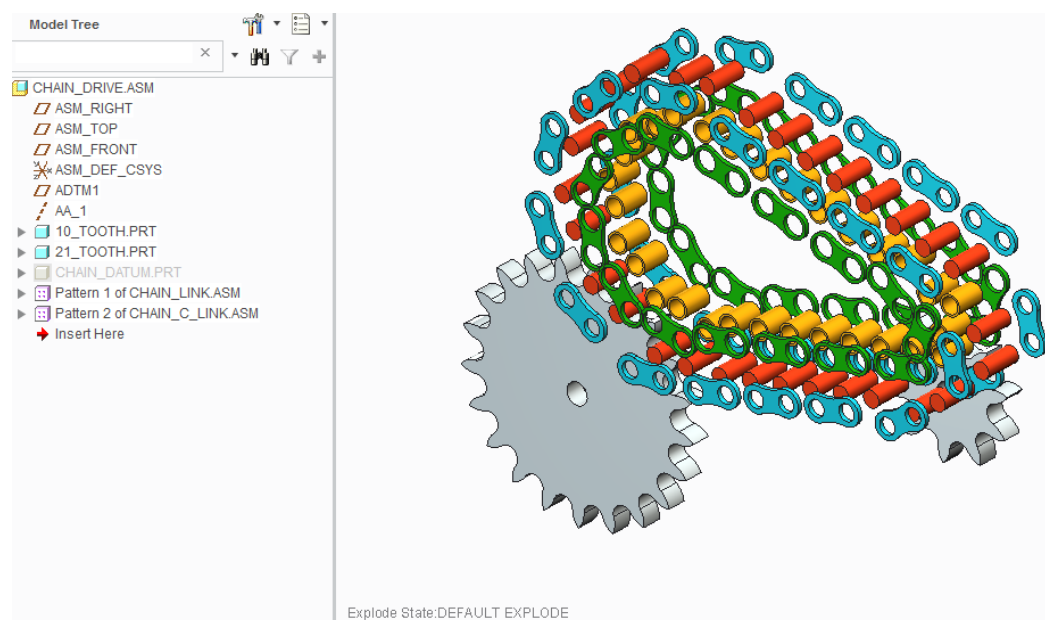 Model Tree
CHAIN_DRIVE.ASM
ASM_RIGHT
ASM_TOP
ASM_FRONT
ASM_DEF_CSYS
ADTM1
AA_1
10_TOOTH.PRT
21_TOOTH.PRT
CHAIN_DATUM.PRT
Pattern 1 of CHAIN_LINK.ASM
Pattern 2 of CHAIN_C_LINK.ASM
Insert Here
Explode State:DEFAULT EXPLODE